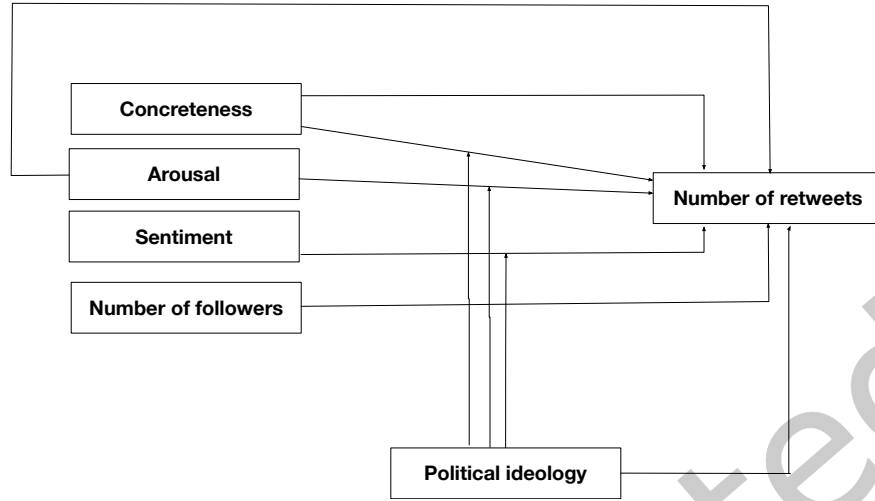 Concreteness
Arousal
Number of retweets
Sentiment
Number of followers
Political ideology